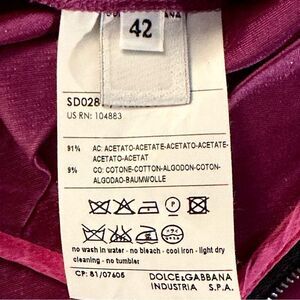 42
SD028
US RN: 104883
91% AC: ACETATO-ACETATE-ACETATO-ACETATE-
ACETATO-ACETAT
9% CO: COTONE-COTTON-ALGODON-COTON-
ALGODAO-BAUMWOLLE
P
no wash in water - no bleach - cool iron - light dry
cleaning - no tumbler
CP: 81/07606
DOLCE&GABBANA
INDUSTRIA S.P.A.